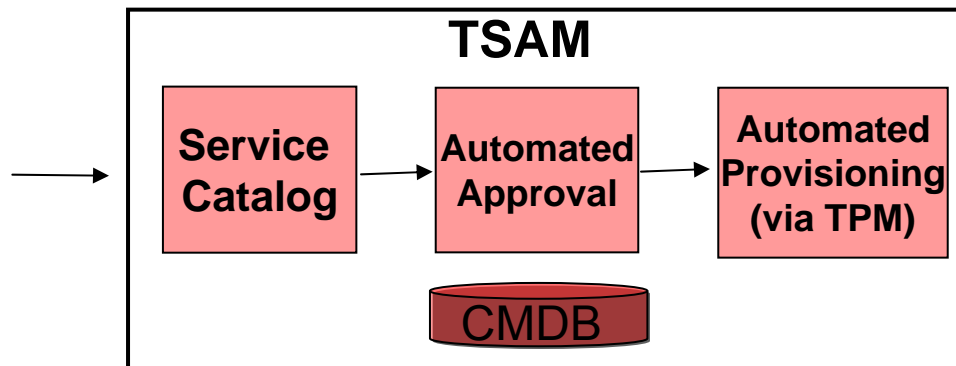 TSAM
Service
Catalog
Automated
Approval
Automated
Provisioning
(via TPM)
CMDB